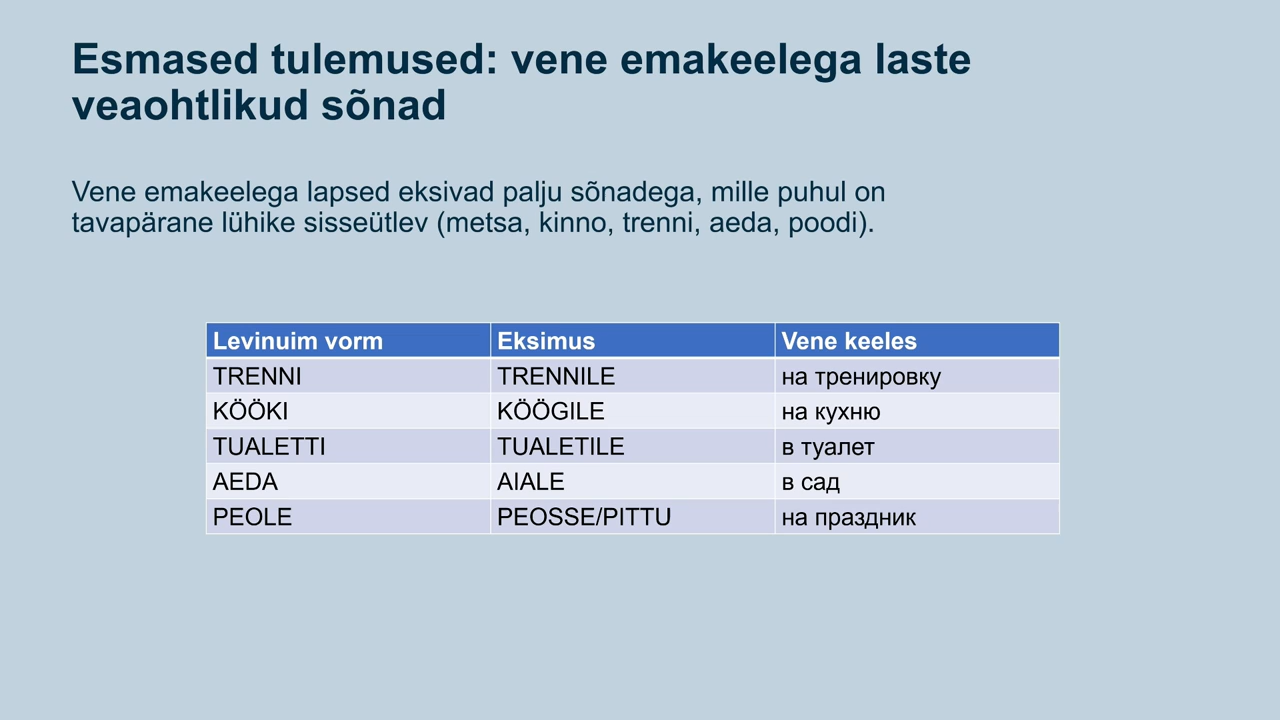 Esmased tulemused: vene emakeelega laste
veaohtlikud sõnad
Vene emakeelega lapsed eksivad palju sõnadega, mille puhul on
tavapärane lühike sisseütlev (metsa, kinno, trenni, aeda, poodi).
Levinuim vorm Eksimus Vene keeles
TRENNI TRENNILE на тренировку
KÖÖKI KÖÖGILE на кухню
TUALETTI TUALETILE в туалет
AEDA AIALE в сад
PEOLE PEOSSE/PITTU на праздник